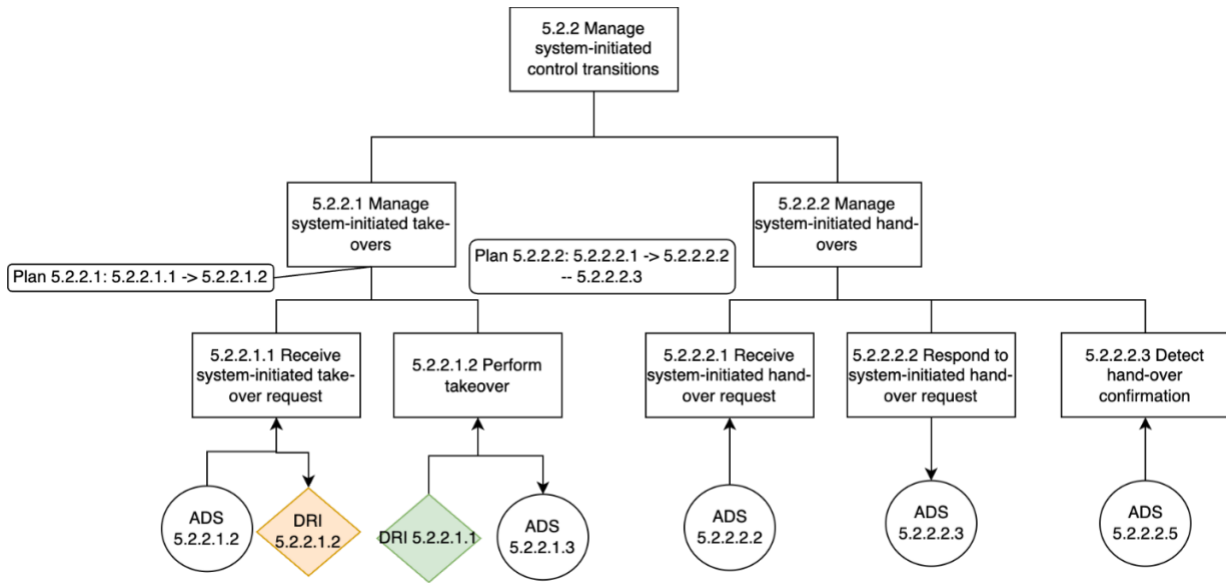 5.2.2 Manage
system-initiated
control transitions
5.2.2.1 Manage
system-initiated take-
overs
5.2.2.2 Manage
system-initiated hand-
overs
Plan 5.2.2.1: 5.2.2.1.1 -> 5.2.2.1.2
Plan 5.2.2.2: 5.2.2.2.1 -> 5.2.2.2.2
-- 5.2.2.2.3
5.2.2.1.1 Receive
system-initiated take-
over request
5.2.2.1.2 Perform
takeover
5.2.2.2.1 Receive
system-initiated hand-
over request
5.2.2.2.2 Respond to
system-initiated hand-
over request
5.2.2.2.3 Detect
hand-over
confirmation
ADS
5.2.2.1.2
DRI
5.2.2.1.2
DRI 5.2.2.1.1
ADS
5.2.2.1.3
ADS
5.2.2.2.2
ADS
5.2.2.2.3
ADS
5.2.2.2.5